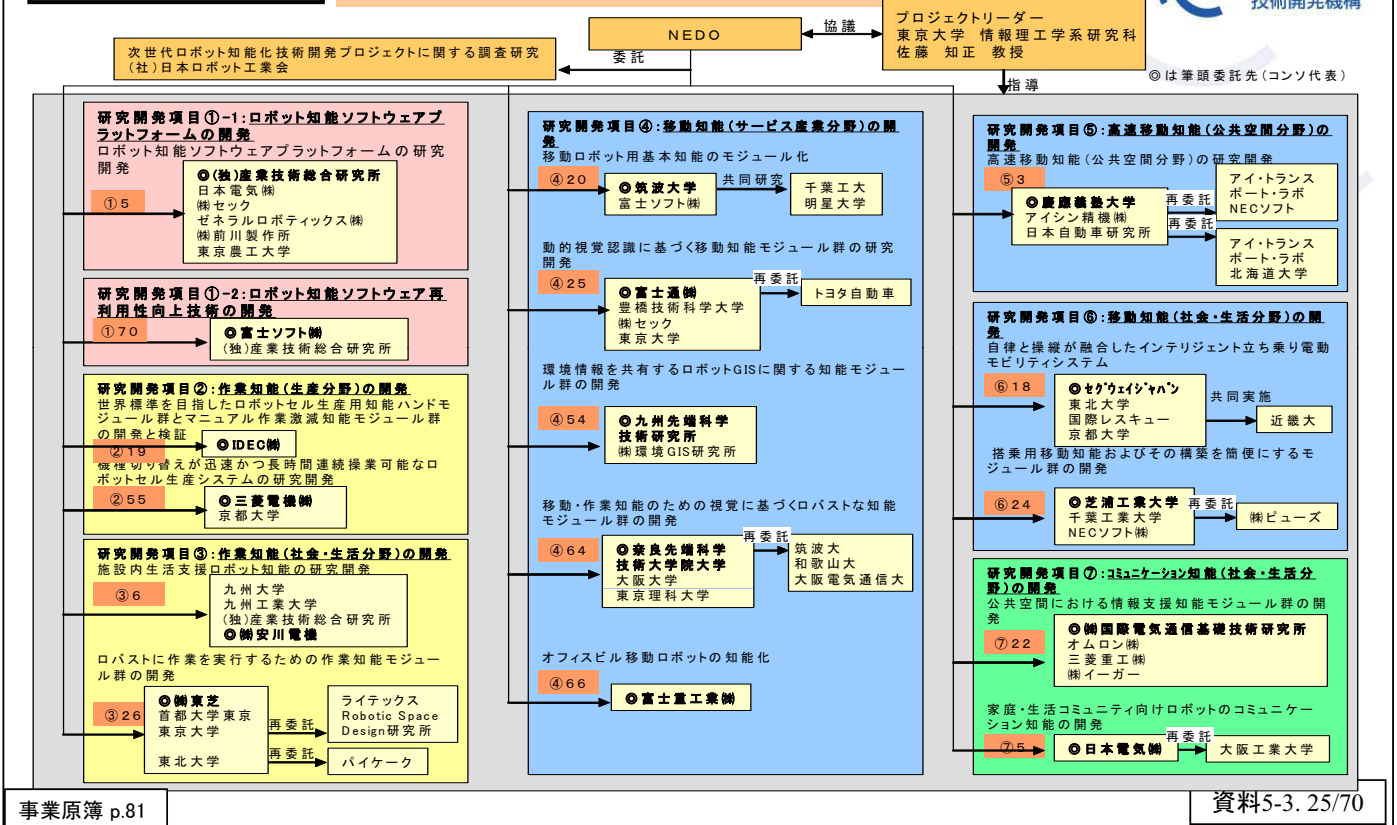 技術開発機構
NEDO
協議
プロジェクトリーダー
東京大学 情報理工学系研究科
佐藤 知正 教授
次世代ロボット知能化技術開発プロジェクトに関する調査研究
(社)日本ロボット工業会
委託
指導
◎は筆頭委託先(コンソ代表)
研究開発項目①-1:ロボット知能ソフトウェアプ
ラットフォームの開発
ロボット知能ソフトウェアプラットフォームの研究
開発
①5
◎(独)産業技術総合研究所
日本電気㈱
㈱セック
ゼネラルロボティックス㈱
㈱前川製作所
東京農工大学
研究開発項目①-2:ロボット知能ソフトウェア再
利用性向上技術の開発
①70
◎富士ソフト㈱
(独)産業技術総合研究所
研究開発項目②:作業知能(生産分野)の開発
世界標準を目指したロボットセル生産用知能ハンドモ
ジュール群とマニュアル作業激減知能モジュール群
の開発と検証
②19
◎IDEC㈱
機種切り替えが迅速かつ長時間連続操業可能なロ
ボットセル生産システムの研究開発
②55
◎三菱電機㈱
京都大学
研究開発項目③:作業知能(社会・生活分野)の開発
施設内生活支援ロボット知能の研究開発
③6
九州大学
九州工業大学
(独)産業技術総合研究所
◎㈱安川電機
ロバストに作業を実行するための作業知能モジュー
ル群の開発
③26
◎㈱東芝
首都大学東京
東京大学
東北大学
再委託
ライテックス
Robotic Space
Design研究所
再委託
パイケーク
研究開発項目④:移動知能(サービス産業分野)の開
発
移動ロボット用基本知能のモジュール化
④20
◎筑波大学
富士ソフト㈱
共同研究
千葉工大
明星大学
動的視覚認識に基づく移動知能モジュール群の研究
開発
④25
◎富士通㈱
豊橋技術科学大学
㈱セック
東京大学
再委託
トヨタ自動車
環境情報を共有するロボットGISに関する知能モジュー
ル群の開発
④54
◎九州先端科学
技術研究所
㈱環境GIS研究所
移動・作業知能のための視覚に基づくロバストな知能
モジュール群の開発
④64
◎奈良先端科学
技術大学院大学
大阪大学
東京理科大学
再委託
筑波大
和歌山大
大阪電気通信大
オフィスビル移動ロボットの知能化
④66
◎富士重工業㈱
研究開発項目⑤:高速移動知能(公共空間分野)の
開発
高速移動知能(公共空間分野)の研究開発
⑤3
◎慶應義塾大学
アイシン精機㈱
日本自動車研究所
再委託
アイ・トランス
ポート・ラボ
NECソフト
再委託
アイ・トランス
ポート・ラボ
北海道大学
研究開発項目⑥:移動知能(社会・生活分野)の開
発
自律と操縦が融合したインテリジェント立ち乗り電動
モビリティシステム
⑥18
◎セグウェイジャパン
東北大学
国際レスキュー
京都大学
共同実施
近畿大
搭乗用移動知能およびその構築を簡便にするモ
ジュール群の開発
⑥24
◎芝浦工業大学
千葉工業大学
NECソフト㈱
再委託
㈱ピューズ
研究開発項目⑦:コミュニケーション知能(社会・生活分
野)の開発
公共空間における情報支援知能モジュール群の開
発
⑦22
◎㈱国際電気通信基礎技術研究所
オムロン㈱
三菱重工㈱
㈱イーガー
家庭・生活コミュニティ向けロボットのコミュニケー
ション知能の開発
⑦5
◎日本電気㈱
再委託
大阪工業大学
事業原簿 p.81
資料5-3. 25/70